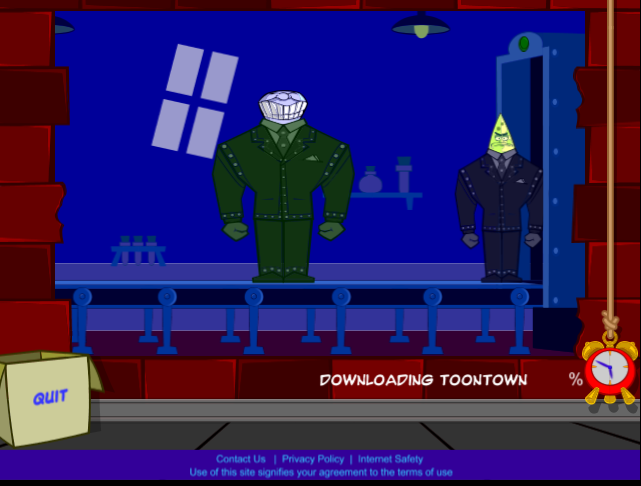 DOWNLOADING TOONTOWN %
QUIT
Contact Us | Privacy Policy | Internet Safety
Use of this site signifies your agreement to the terms of use